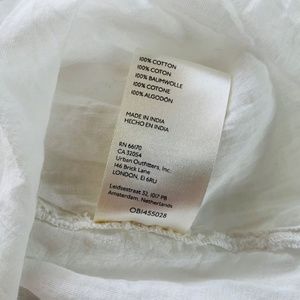 100% COTTON
100% COTON
100% BAUMWOLLE
100% COTONE
100% ALGODÓN
MADE IN INDIA
HECHO EN INDIA
RN 66170
CA 32054
Urban Outfitters, Inc.
146 Brick Lane
LONDON, E1 6RU
Leidsestraat 32, 1017 PB
Amsterdam, Netherlands
OB1455028